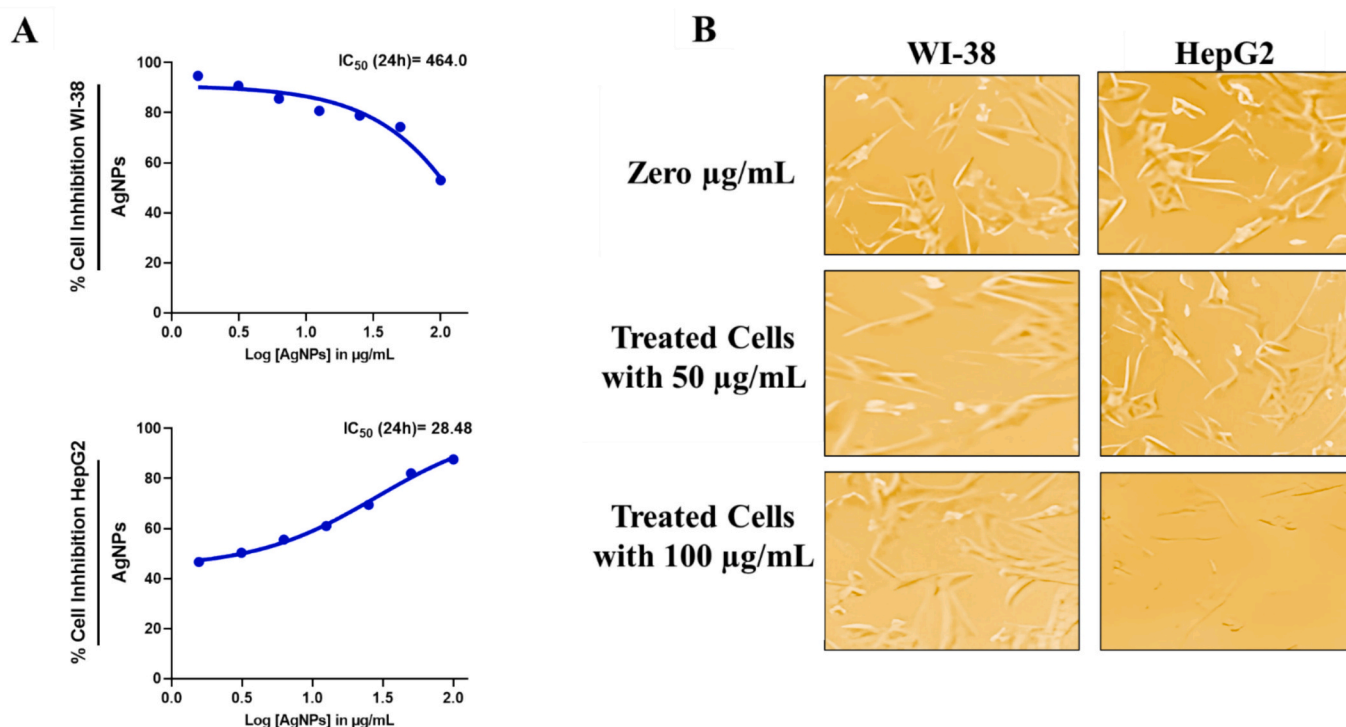 A
IC50 (24h)= 464.0
100
80
60
40
20
0
0.0 0.5 1.0 1.5 2.0
Log [AgNPs] in µg/mL
% Cell Inhibition WI-38
AgNPs
IC50 (24h)= 28.48
100
80
60
40
20
0
0.0 0.5 1.0 1.5 2.0
Log [AgNPs] in µg/mL
% Cell Inhhibition HepG2
AgNPs
B
WI-38 HepG2
Zero µg/mL
Treated Cells
with 50 µg/mL
Treated Cells
with 100 µg/mL